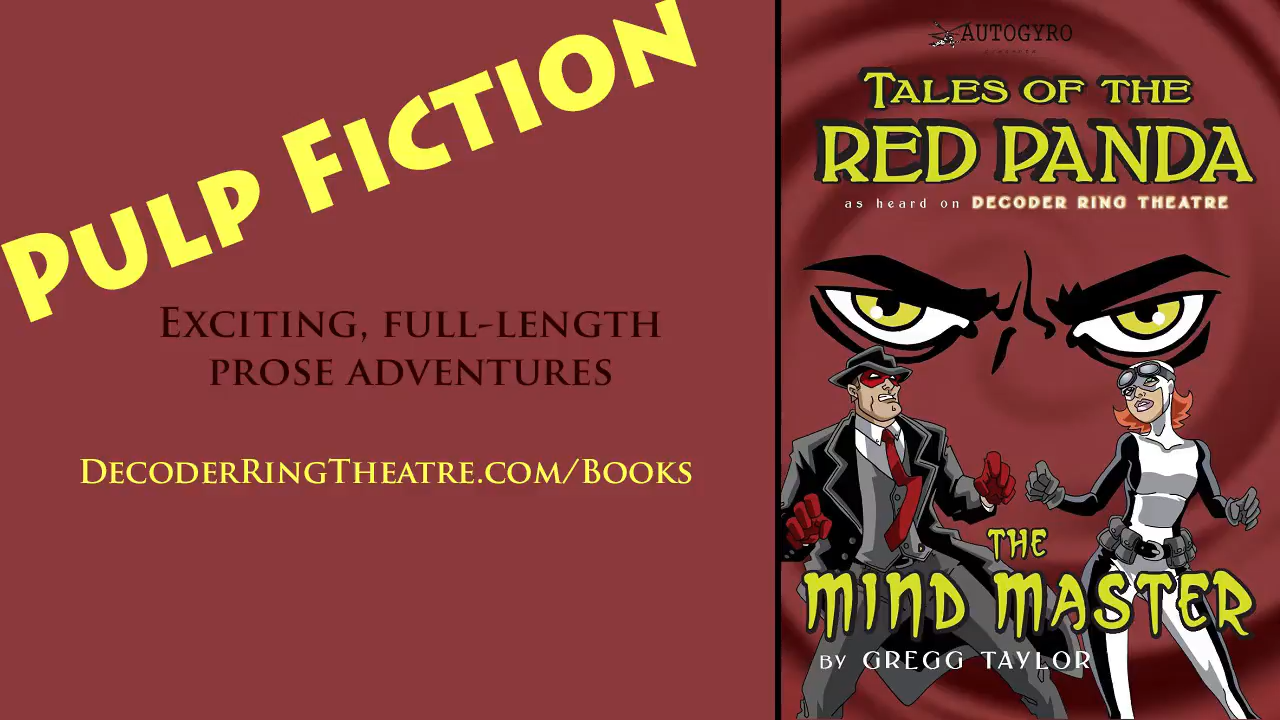 Pulp Fiction
Exciting, full-length
prose adventures
DecoderRingTheatre.com/Books
AUTOGYRO
Tales of the
RED PANDA
as heard on DECODER RING THEATRE
THE
MIND MASTER
BY GREGG TAYLOR